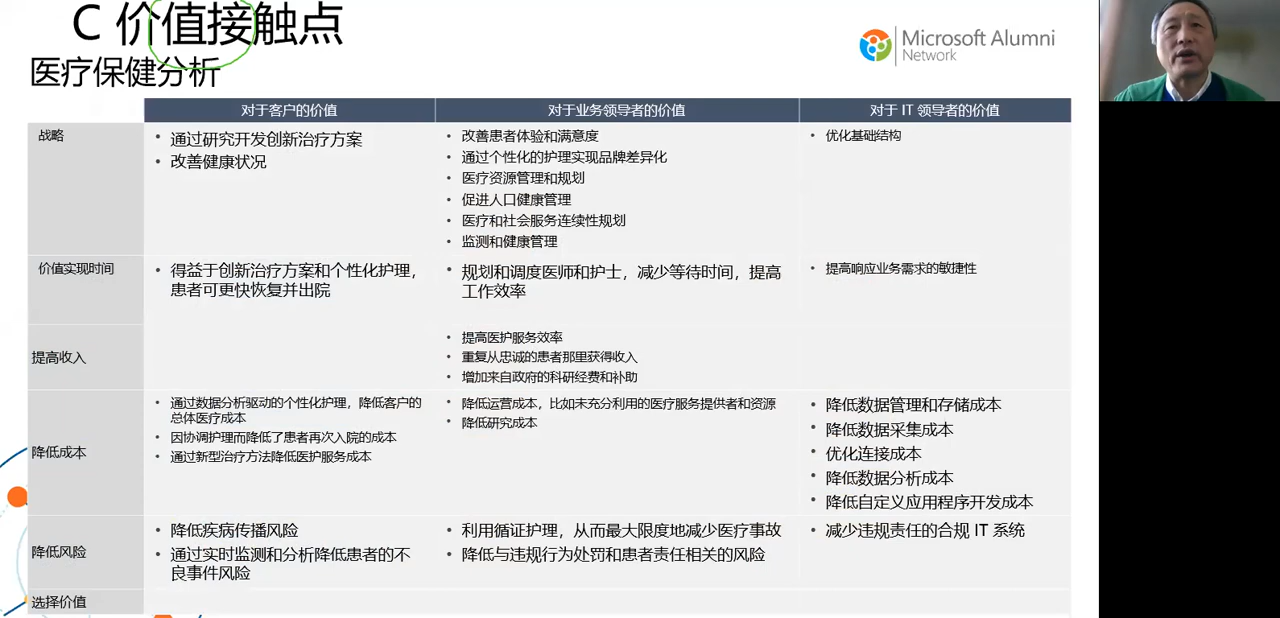 C 价值接触点
医疗保健分析
Microsoft Alumni
Network
对于客户的价值
对于业务领导者的价值
对于 IT 领导者的价值
战略
• 通过研究开发创新治疗方案
• 改善健康状况
• 改善患者体验和满意度
• 通过个性化的护理实现品牌差异化
• 医疗资源管理和规划
• 促进人口健康管理
• 医疗和社会服务连续性规划
• 监测和健康管理
• 优化基础结构
价值实现时间
• 得益于创新治疗方案和个性化护理，
患者可更快恢复并出院
• 规划和调度医师和护士，减少等待时间，提高
工作效率
• 提高响应业务需求的敏捷性
提高收入
• 提高医护服务效率
• 重复从忠诚的患者那里获得收入
• 增加来自政府的科研经费和补助
降低成本
• 通过数据分析驱动的个性化护理，降低客户的
总体医疗成本
• 因协调护理而降低了患者再次入院的成本
• 通过新型治疗方法降低医护服务成本
• 降低运营成本，比如未充分利用的医疗服务提供者和资源
• 降低研究成本
• 降低数据管理和存储成本
• 降低数据采集成本
• 优化连接成本
• 降低数据分析成本
• 降低自定义应用程序开发成本
降低风险
• 降低疾病传播风险
• 通过实时监测和分析降低患者的不
良事件风险
• 利用循证护理，从而最大限度地减少医疗事故
• 降低与违规行为处罚和患者责任相关的风险
• 减少违规责任的合规 IT 系统
选择价值